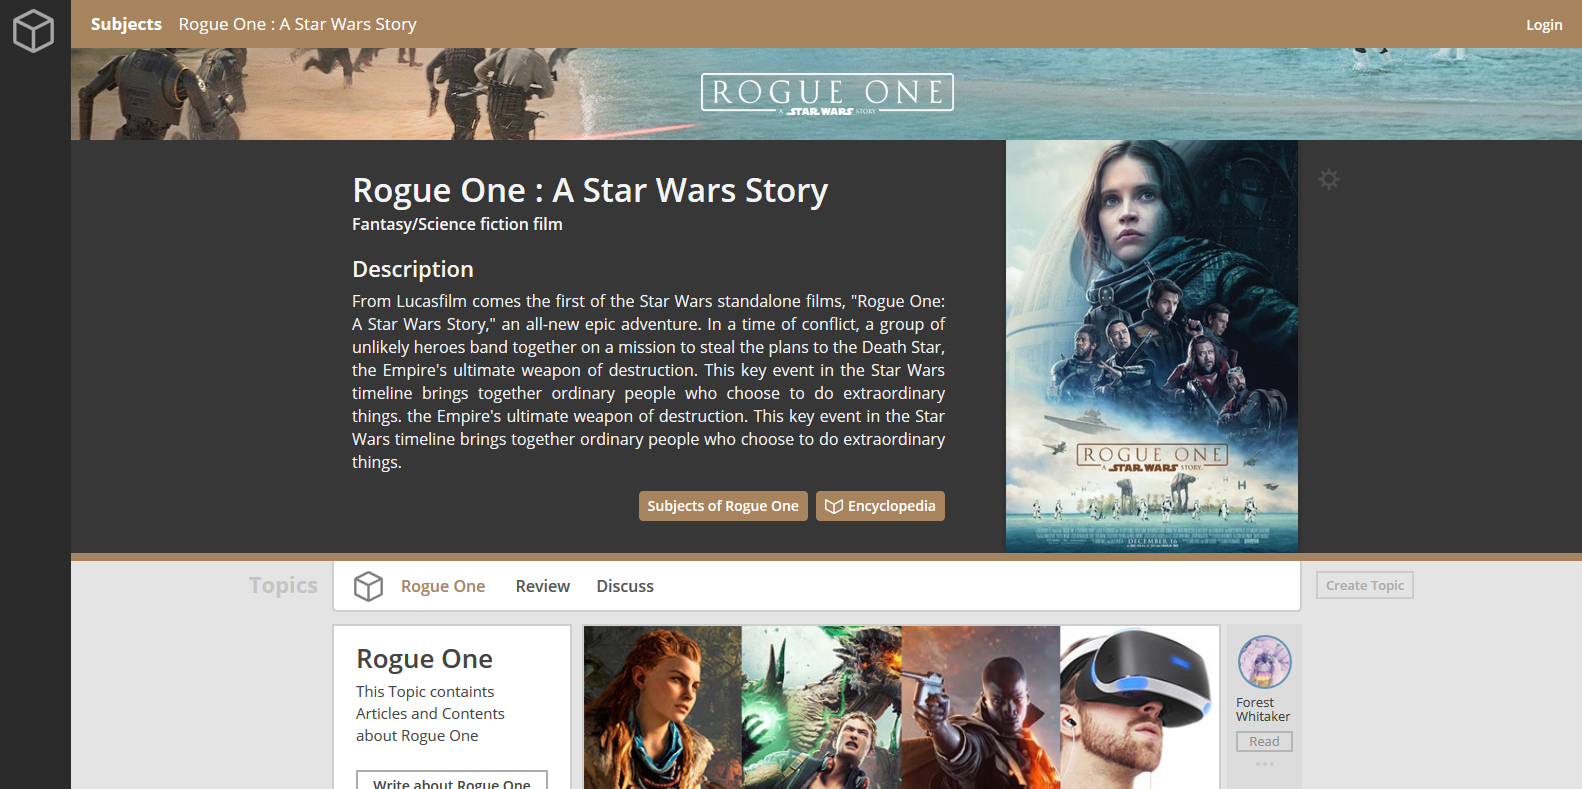 Subjects Rogue One : A Star Wars Story
Login
ROGUE ONE
A STAR WARS STORY
Rogue One : A Star Wars Story
Fantasy/Science fiction film
Description
From Lucasfilm comes the first of the Star Wars standalone films, "Rogue One:
A Star Wars Story," an all-new epic adventure. In a time of conflict, a group of
unlikely heroes band together on a mission to steal the plans to the Death Star,
the Empire's ultimate weapon of destruction. This key event in the Star Wars
timeline brings together ordinary people who choose to do extraordinary
things. the Empire's ultimate weapon of destruction. This key event in the Star
Wars timeline brings together ordinary people who choose to do extraordinary
things.
Subjects of Rogue One
Encyclopedia
ROGUE ONE
A STAR WARS STORY
DECEMBER 16
Topics
Rogue One Review Discuss
Create Topic
Rogue One
This Topic containts
Articles and Contents
about Rogue One
Write about Rogue One
Forest
Whitaker
Read